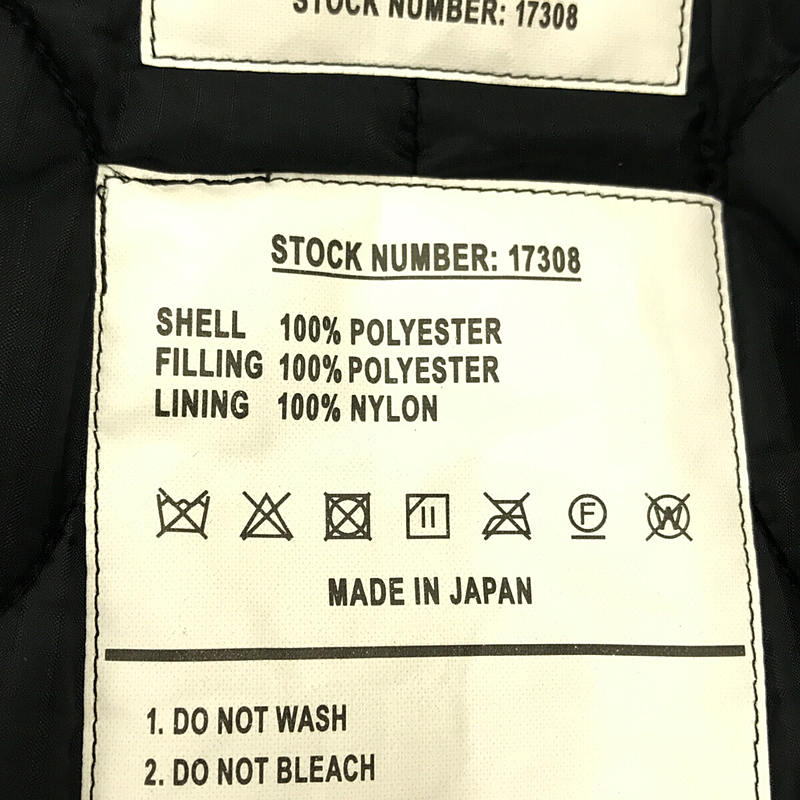 STOCK NUMBER: 17308
STOCK NUMBER: 17308
SHELL 100% POLYESTER
FILLING 100% POLYESTER
LINING 100% NYLON
F W
MADE IN JAPAN
1. DO NOT WASH
2. DO NOT BLEACH